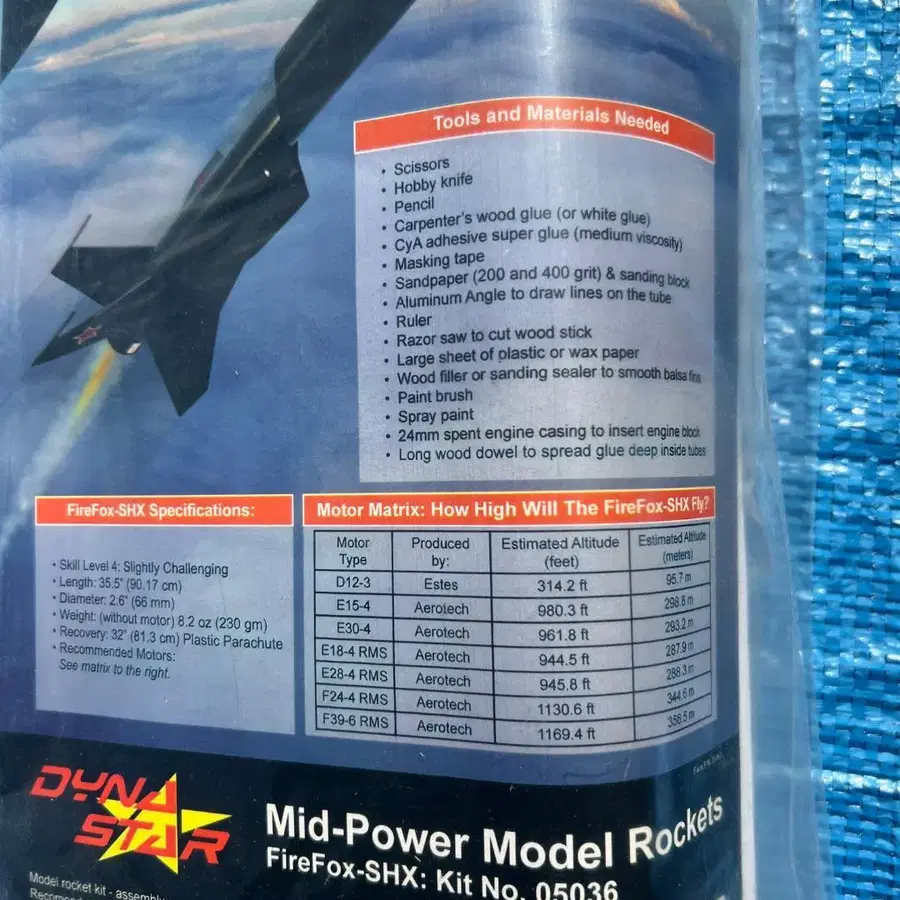 Tools and Materials Needed
• Scissors
• Hobby knife
• Pencil
• Carpenter's wood glue (or white glue)
• CyA adhesive super glue (medium viscosity)
• Masking tape
• Sandpaper (200 and 400 grit) & sanding block
• Aluminum Angle to draw lines on the tube
• Ruler
• Razor saw to cut wood stick
• Large sheet of plastic or wax paper
• Wood filler or sanding sealer to smooth balsa fins
• Paint brush
• Spray paint
• 24mm spent engine casing to insert engine block
• Long wood dowel to spread glue deep inside tubes
FireFox-SHX Specifications:
• Skill Level 4: Slightly Challenging
• Length: 35.5" (90.17 cm)
• Diameter: 2.6" (66 mm)
• Weight: (without motor) 8.2 oz (230 gm)
• Recovery: 32" (81.3 cm) Plastic Parachute
• Recommended Motors:
See matrix to the right.
Motor Matrix: How High Will The FireFox-SHX Fly?
Motor Type Produced by: Estimated Altitude (feet) Estimated Altitude (meters)
D12-3 Estes 314.2 ft 95.7 m
E15-4 Aerotech 980.3 ft 298.8 m
E30-4 Aerotech 961.8 ft 293.2 m
E18-4 RMS Aerotech 944.5 ft 287.9 m
E28-4 RMS Aerotech 945.8 ft 288.3 m
F24-4 RMS Aerotech 1130.6 ft 344.6 m
F39-6 RMS Aerotech 1169.4 ft 356.5 m
DYNA
STAR
Mid-Power Model Rockets
FireFox-SHX: Kit No. 05036
Model rocket kit - assembly